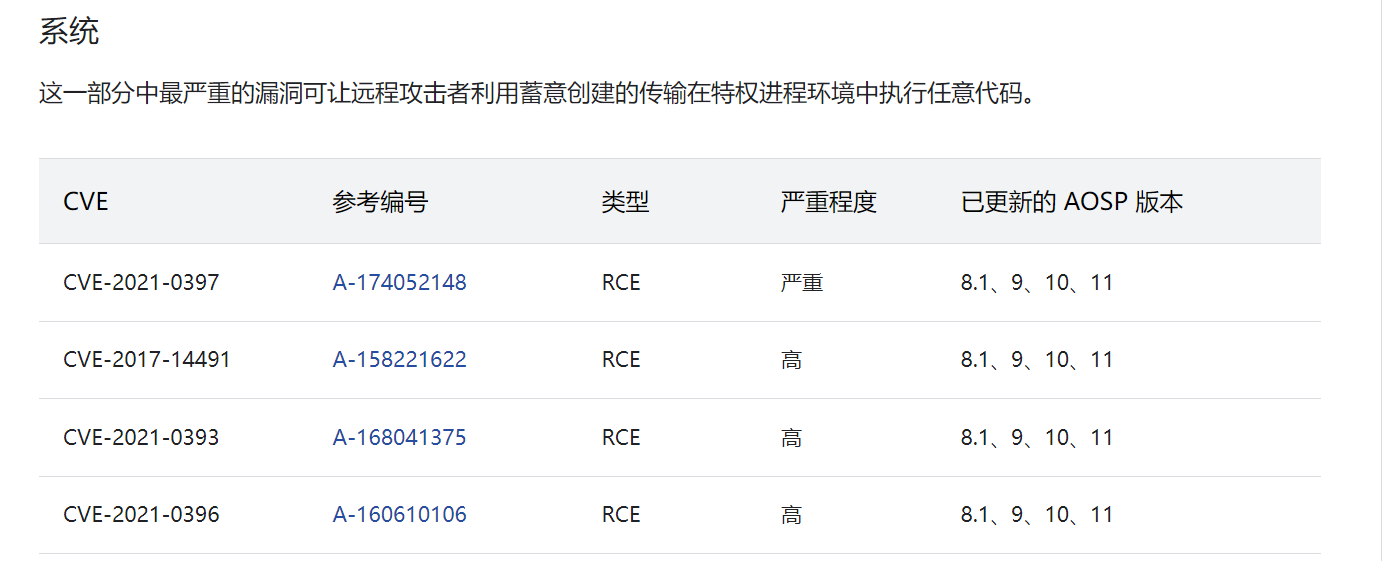 系统
这一部分中最严重的漏洞可让远程攻击者利用蓄意创建的传输在特权进程环境中执行任意代码。
CVE 参考编号 类型 严重程度 已更新的 AOSP 版本
CVE-2021-0397 A-174052148 RCE 严重 8.1、9、10、11
CVE-2017-14491 A-158221622 RCE 高 8.1、9、10、11
CVE-2021-0393 A-168041375 RCE 高 8.1、9、10、11
CVE-2021-0396 A-160610106 RCE 高 8.1、9、10、11